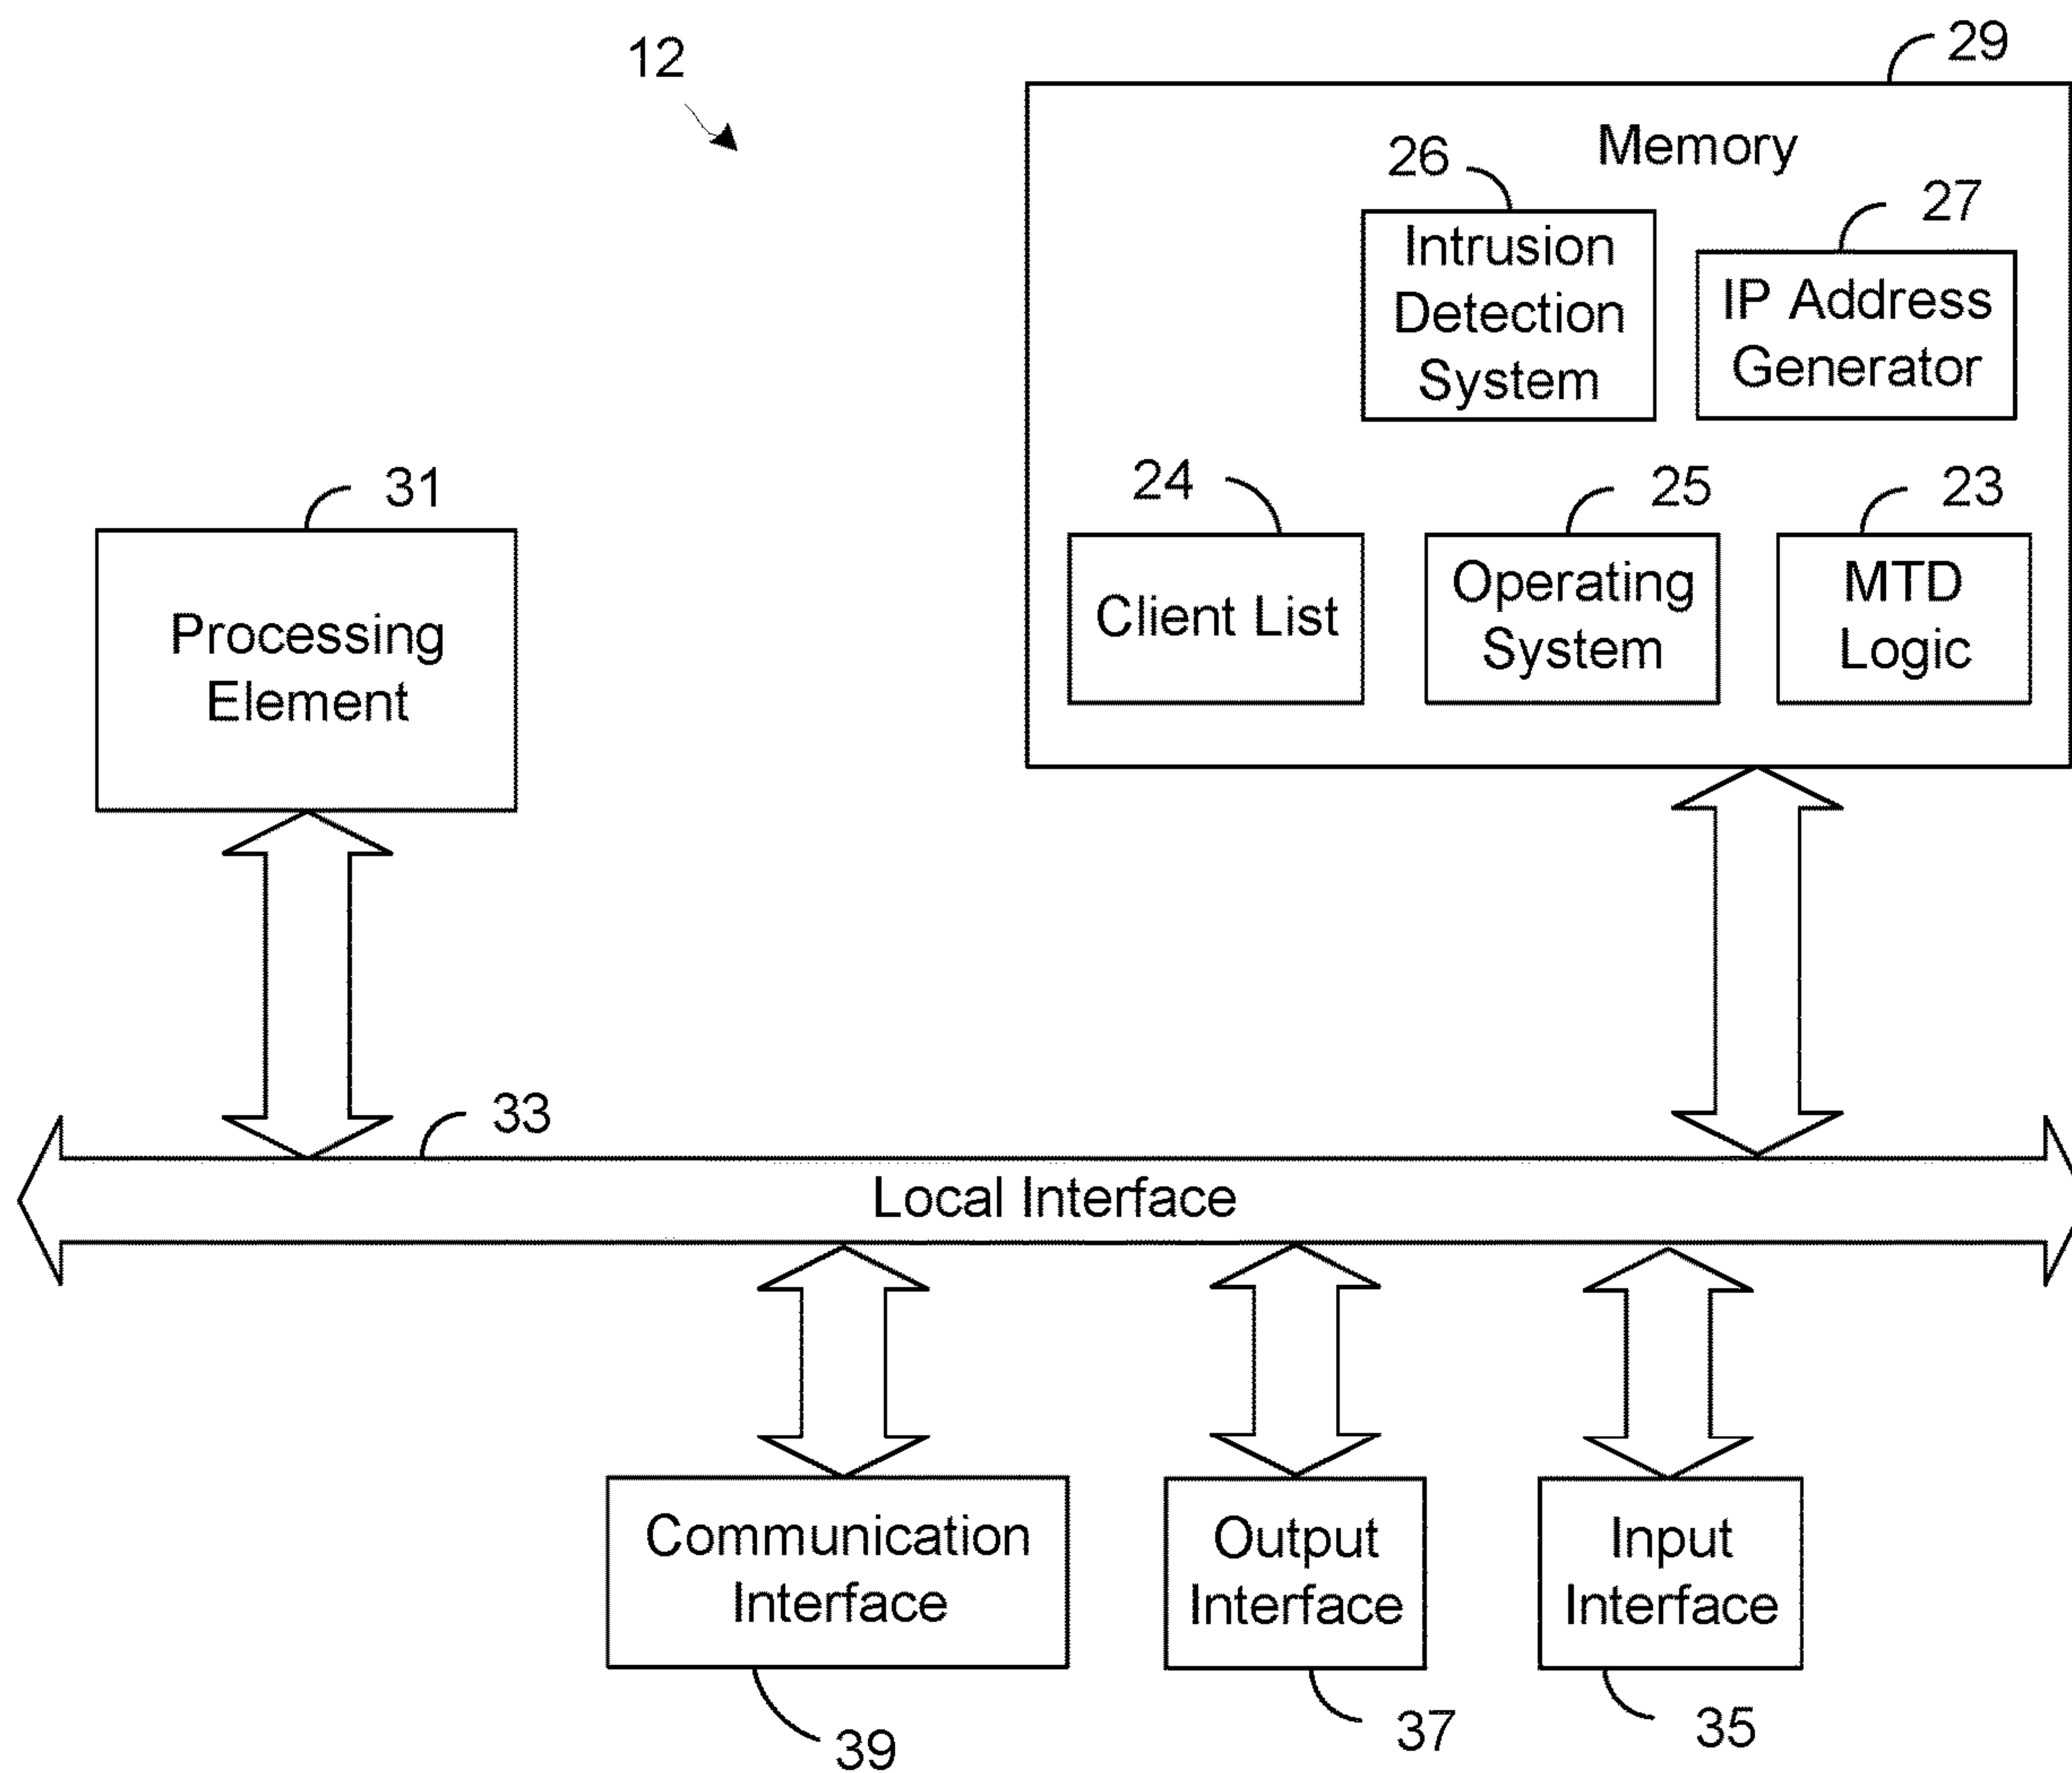 12
29
Memory
26
27
Intrusion
Detection
System
IP Address
Generator
31
24
25
23
Processing
Element
Client List
Operating
System
MTD
Logic
33
Local Interface
Communication
Interface
Output
Interface
Input
Interface
39
37
35